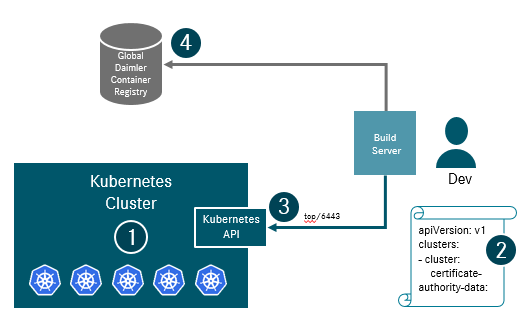 4
Global
Daimler
Container
Registry
Build
Server
Dev
Kubernetes
Cluster
1
3
Kubernetes
API
top/6443
apiVersion: v1
clusters:
- cluster:
certificate-
authority-data:
2